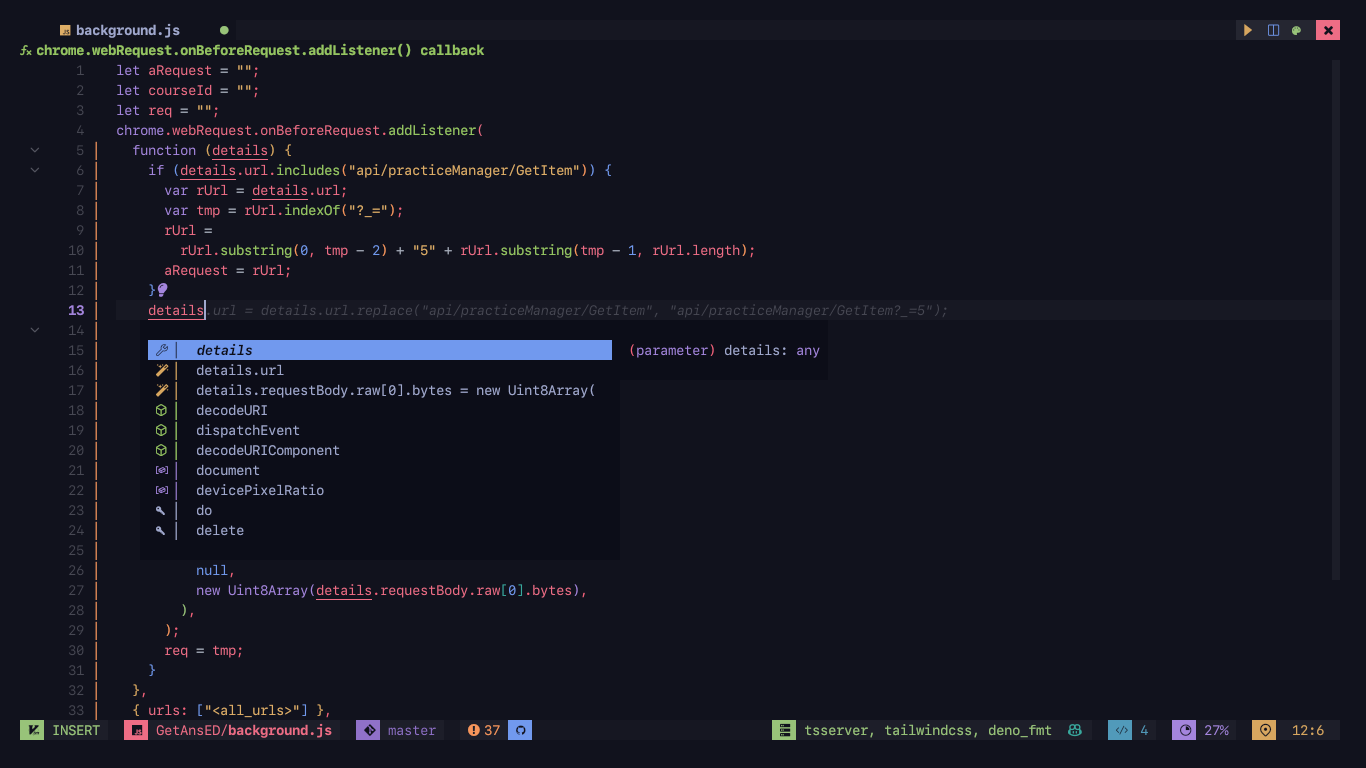 background.js
chrome.webRequest.onBeforeRequest.addListener() callback
1 let aRequest = "";
2 let courseId = "";
3 let req = "";
4 chrome.webRequest.onBeforeRequest.addListener(
5 function (details) {
6 if (details.url.includes("api/practiceManager/GetItem")) {
7 var rUrl = details.url;
8 var tmp = rUrl.indexOf("?_=");
9 rUrl =
10 rUrl.substring(0, tmp - 2) + "5" + rUrl.substring(tmp - 1, rUrl.length);
11 aRequest = rUrl;
12 }
13 details.url = details.url.replace("api/practiceManager/GetItem", "api/practiceManager/GetItem?_=5");
14
15 details (parameter) details: any
16 details.url
17 details.requestBody.raw[0].bytes = new Uint8Array(
18 decodeURI
19 dispatchEvent
20 decodeURIComponent
21 document
22 devicePixelRatio
23 do
24 delete
25
26 null,
27 new Uint8Array(details.requestBody.raw[0].bytes),
28 ),
29 );
30 req = tmp;
31 }
32 },
33 { urls: ["<all_urls>"] },
INSERT GetAnsED/background.js master 37 tsserver, tailwindcss, deno_fmt 4 27% 12:6